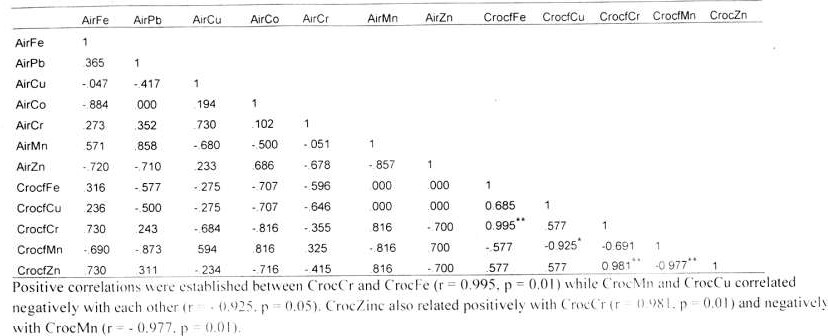 AirFe AirPb AirCu AirCo AirCr AirMn AirZn CrocfFe CrocfCu CrocfCr CrocfMn CrocZn
AirFe 1
AirPb .365 1
AirCu -.047 -.417 1
AirCo -.884 .000 .194 1
AirCr .273 .352 .730 .102 1
AirMn 571 .858 -.680 -.500 -.051 1
AirZn -.720 -.710 .233 .686 -.678 -.857 1
CrocfFe .316 -.577 -.275 -.707 -.596 000 000 1
CrocfCu .236 -.500 -.275 -.707 -.646 000 000 0.685 1
CrocfCr .730 243 -.684 -.816 -.355 816 -.700 0.995** 577 1
CrocfMn -.690 -.873 594 .816 325 -.816 .700 -.577 -0.925* -0.691 1
CrocfZn .730 .311 -.234 -.716 -.415 816 -.700 .577 577 0.981** -0.977** 1
Positive correlations were established between CrocCr and CrocFe (r = 0.995, p = 0.01) while CrocMn and CrocCu correlated
negatively with each other (r = - 0.925, p = 0.05). CrocZinc also related positively with CrocCr (r = 0.981, p = 0.01) and negatively
with CrocMn (r = - 0.977, p = 0.01).